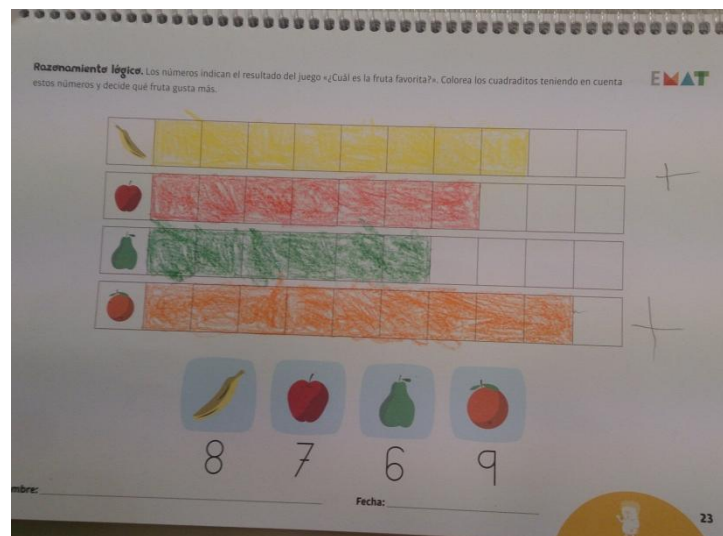 Razonamiento lógico. Los números indican el resultado del juego «¿Cuál es la fruta favorita?». Colorea los cuadraditos teniendo en cuenta
estos números y decide qué fruta gusta más.
EMAT
+
+
8 7 6 9
mbre:
Fecha:
23